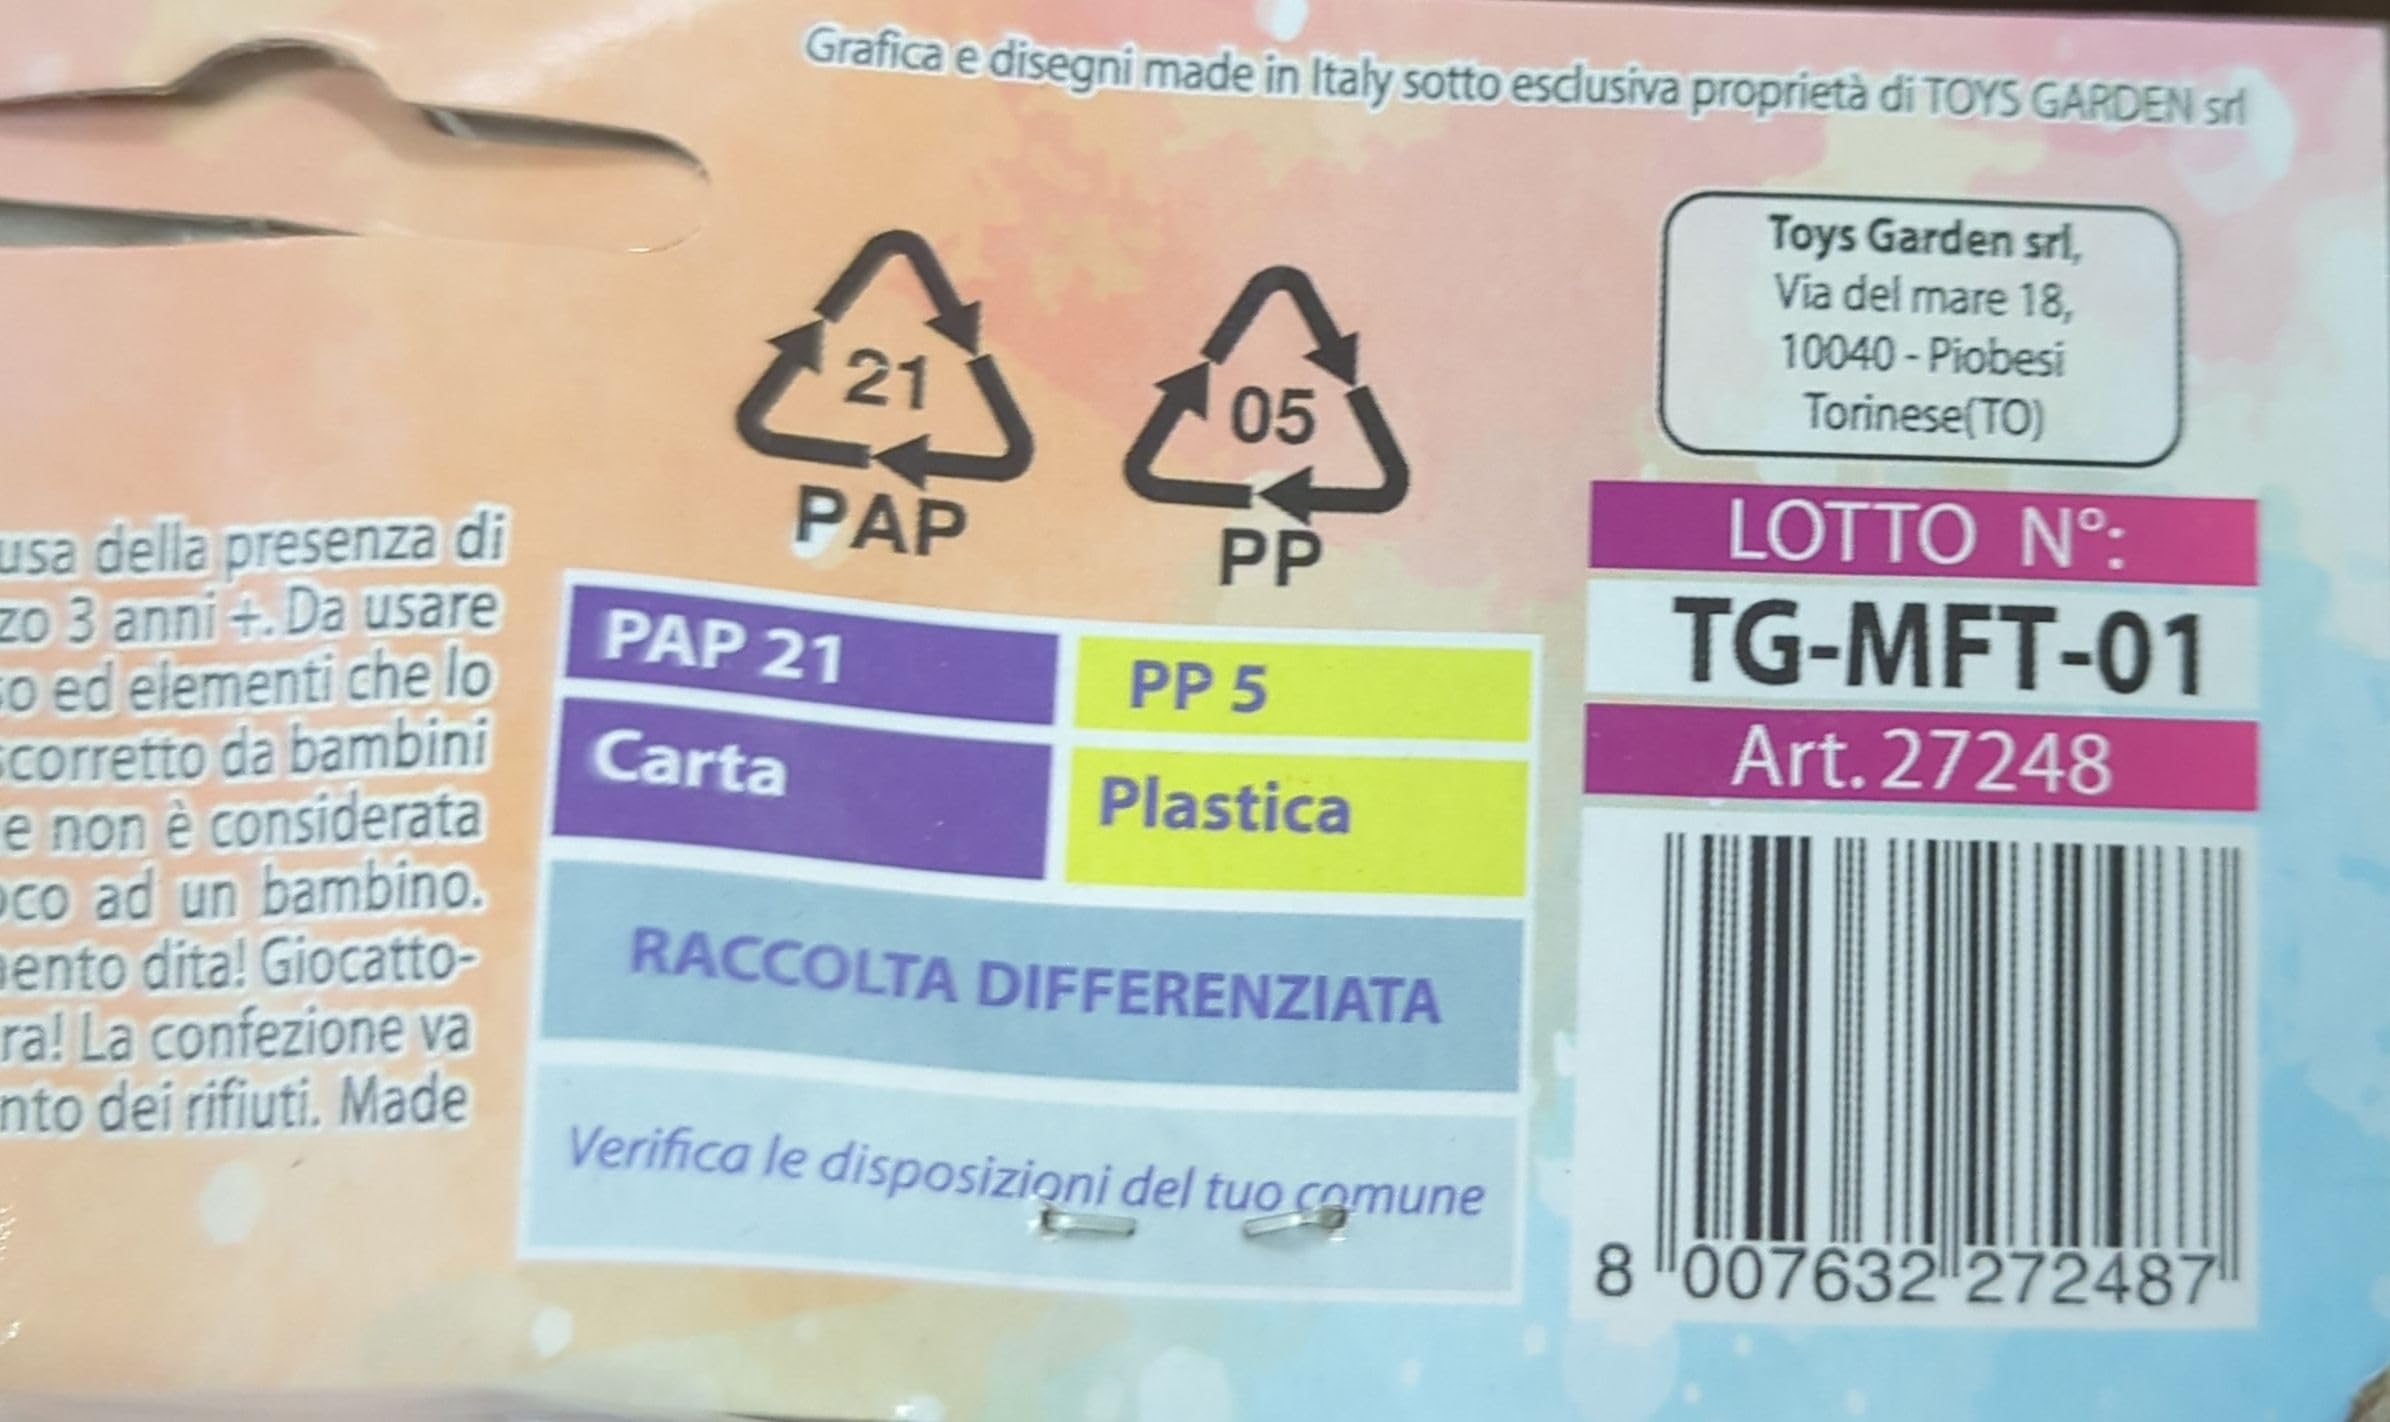 Grafica e disegni made in Italy sotto esclusiva proprietà di TOYS GARDEN srl
Toys Garden srl,
Via del mare 18,
10040 - Piobesi
Torinese(TO)
21
PAP
05
PP
usa della presenza di
zo 3 anni +. Da usare
so ed elementi che lo
scorretto da bambini
e non è considerata
oco ad un bambino.
mento dita! Giocatto-
ra! La confezione va
nto dei rifiuti. Made
PAP 21
PP 5
Carta
Plastica
RACCOLTA DIFFERENZIATA
Verifica le disposizioni del tuo comune
LOTTO N°:
TG-MFT-01
Art. 27248
8 007632 272487